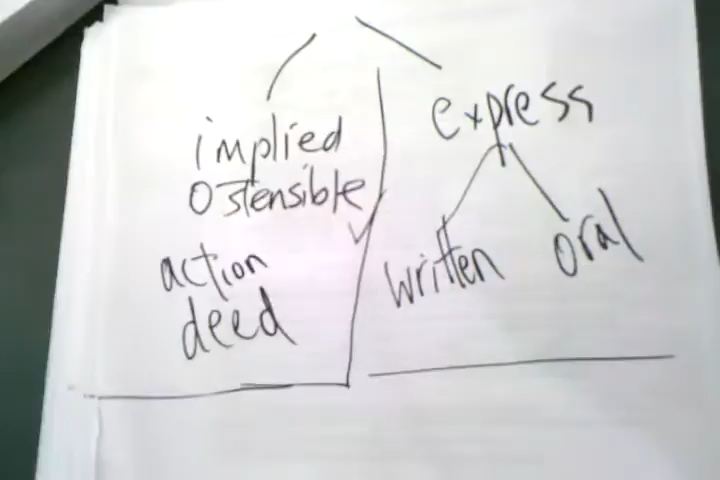 implied
Ostensible
action
deed
express
written oral